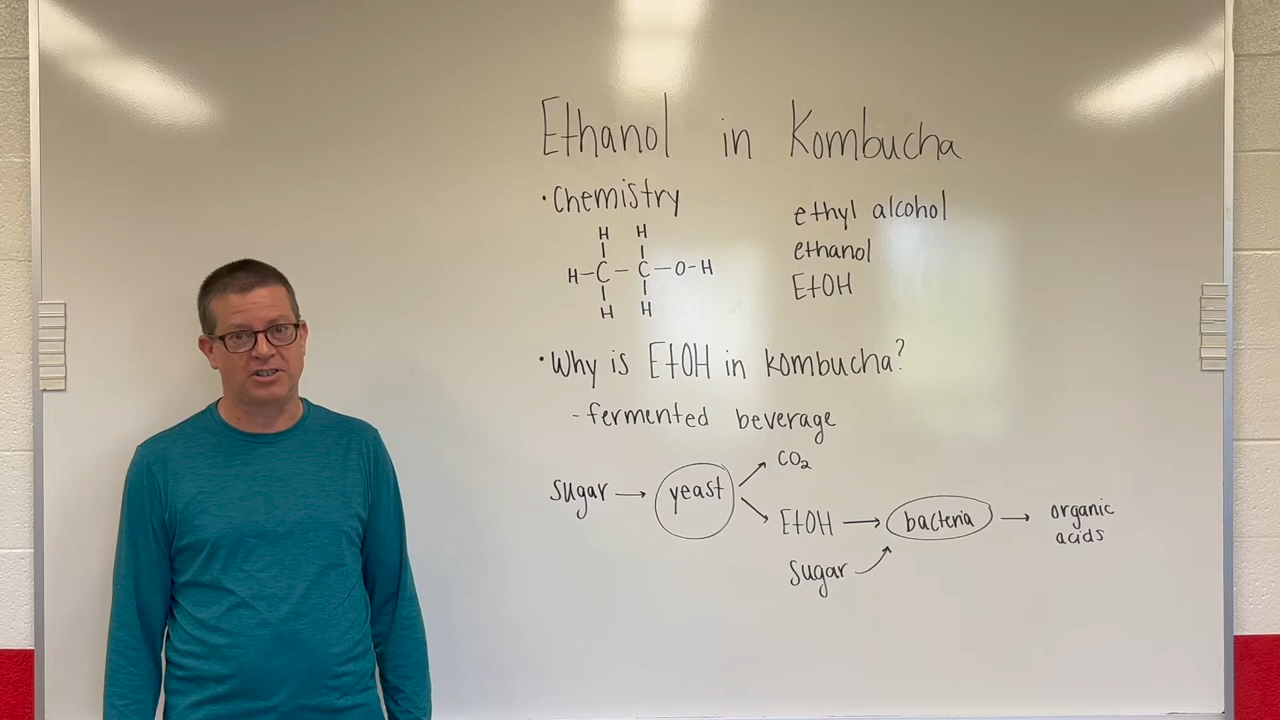 Ethanol in Kombucha
• Chemistry
ethyl alcohol
ethanol
EtOH
H H
H-C-C-O-H
H H
• Why is EtOH in kombucha?
- fermented beverage
CO₂
sugar → yeast
EtOH → bacteria → organic acids
sugar